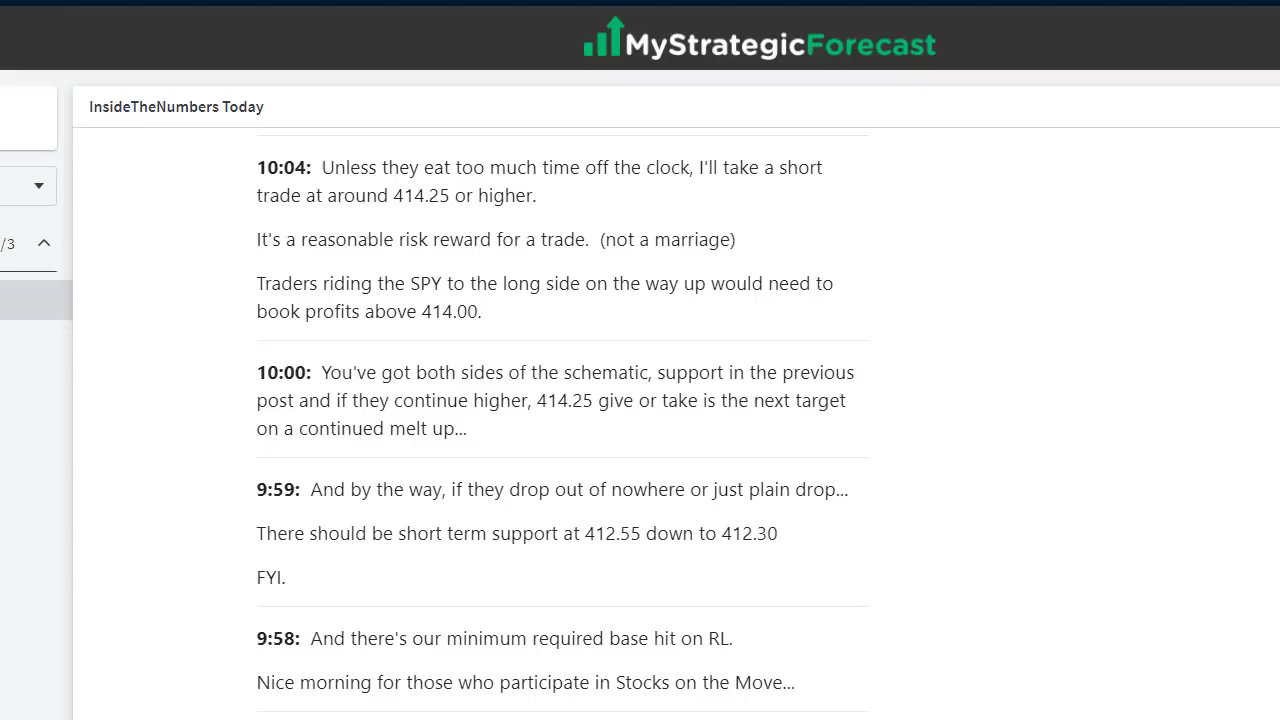 MyStrategicForecast
InsideTheNumbers Today
10:04: Unless they eat too much time off the clock, I'll take a short
trade at around 414.25 or higher.
It's a reasonable risk reward for a trade. (not a marriage)
Traders riding the SPY to the long side on the way up would need to
book profits above 414.00.
/3
10:00: You've got both sides of the schematic, support in the previous
post and if they continue higher, 414.25 give or take is the next target
on a continued melt up...
9:59: And by the way, if they drop out of nowhere or just plain drop...
There should be short term support at 412.55 down to 412.30
FYI.
9:58: And there's our minimum required base hit on RL.
Nice morning for those who participate in Stocks on the Move...